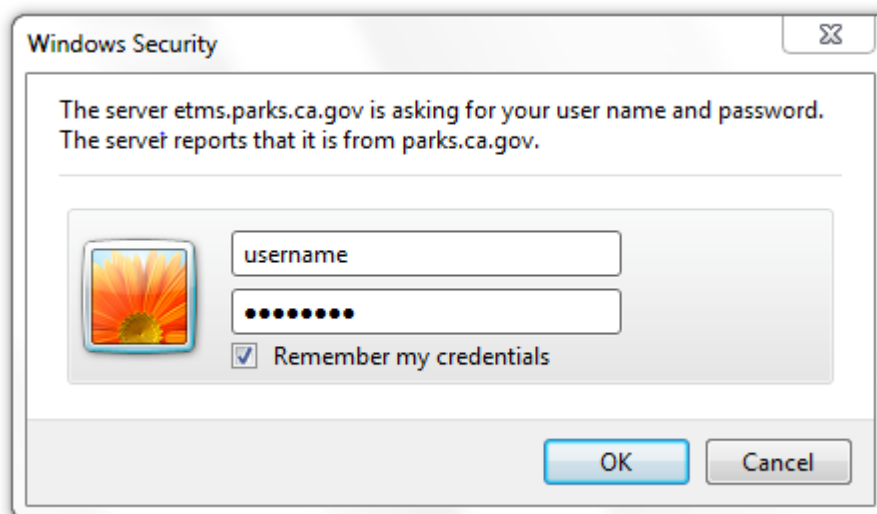 Windows Security
The server etms.parks.ca.gov is asking for your user name and password.
The server reports that it is from parks.ca.gov.
username
••••••••
Remember my credentials
OK
Cancel